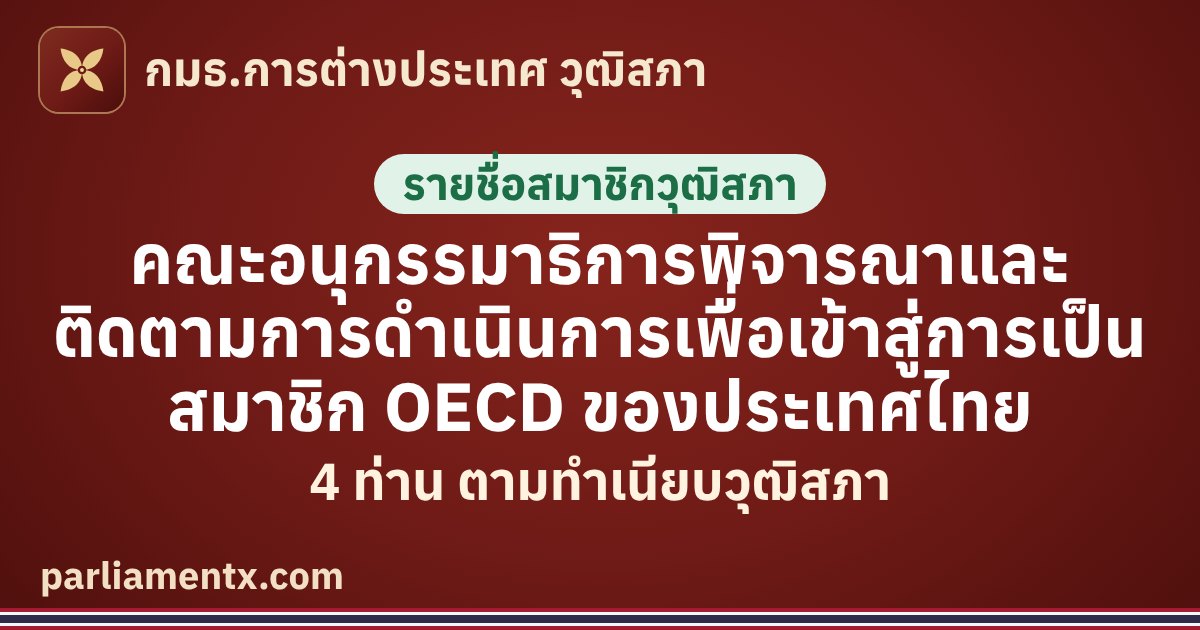 กมธ.การต่างประเทศ วุฒิสภา
รายชื่อสมาชิกวุฒิสภา
คณะอนุกรรมาธิการพิจารณาและ
ติดตามการดำเนินการเพื่อเข้าสู่การเป็น
สมาชิก OECD ของประเทศไทย
4 ท่าน ตามทำเนียบวุฒิสภา
parliamentx.com